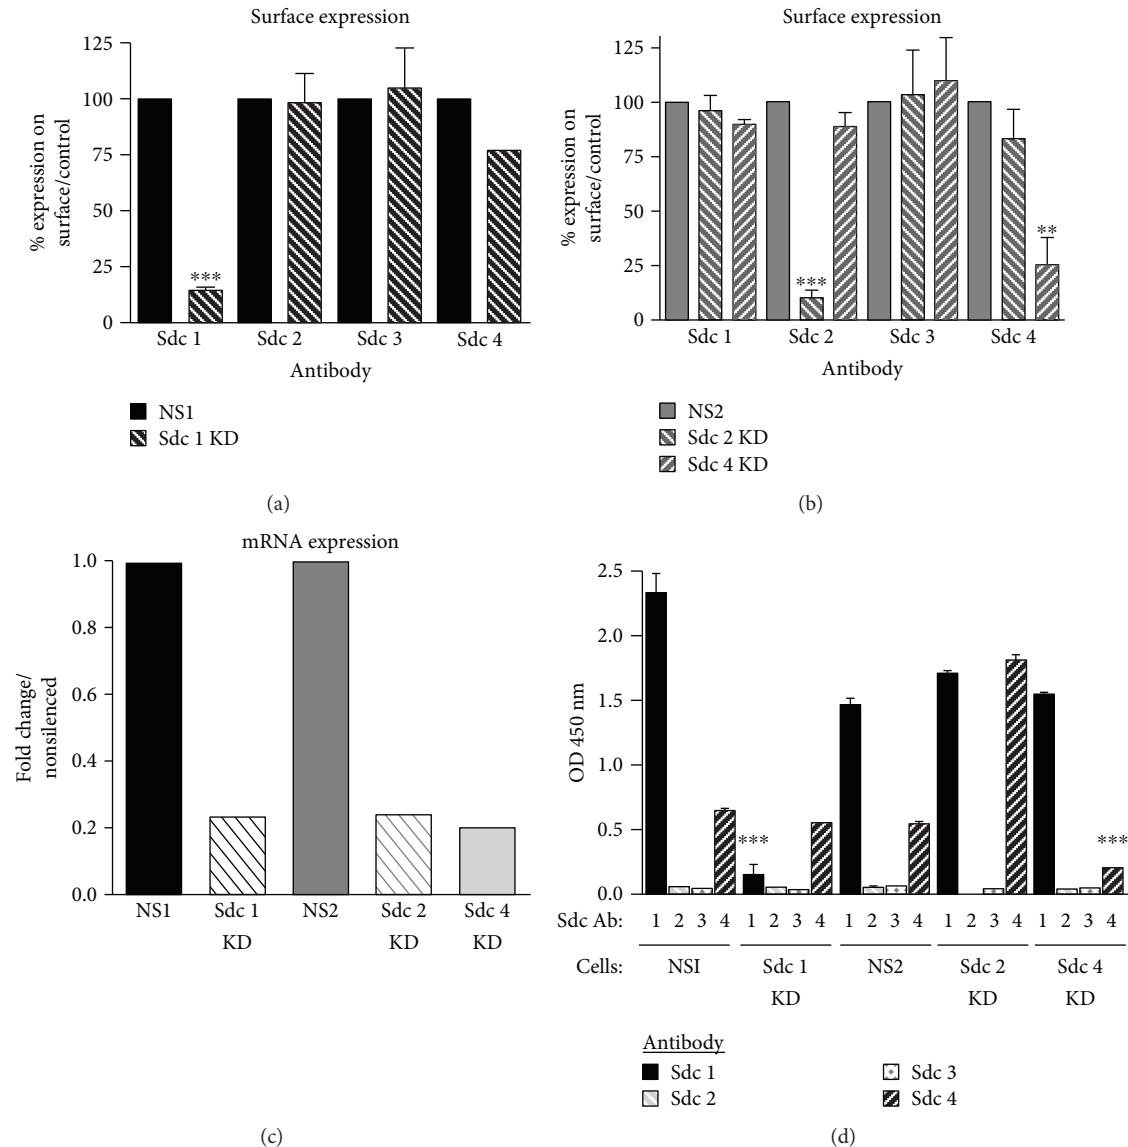 Surface expression
% expression on
surface/control
125
100
75
50
25
0
***
Sdc 1
Sdc 2
Sdc 3
Sdc 4
Antibody
NS1
Sdc 1 KD
(a)
Surface expression
% expression on
surface/control
125
100
75
50
25
0
***
**
Sdc 1
Sdc 2
Sdc 3
Sdc 4
Antibody
NS2
Sdc 2 KD
Sdc 4 KD
(b)
mRNA expression
Fold change/
nonsilenced
1.0
0.8
0.6
0.4
0.2
0.0
NS1
Sdc 1
KD
NS2
Sdc 2
KD
Sdc 4
KD
(c)
OD 450 nm
2.5
2.0
1.5
1.0
0.5
0.0
***
***
Sdc Ab: 1 2 3 4 1 2 3 4 1 2 3 4 1 2 3 4 1 2 3 4
Cells: NSI Sdc 1 NS2 Sdc 2 Sdc 4
KD KD KD
Antibody
Sdc 1
Sdc 2
Sdc 3
Sdc 4
(d)